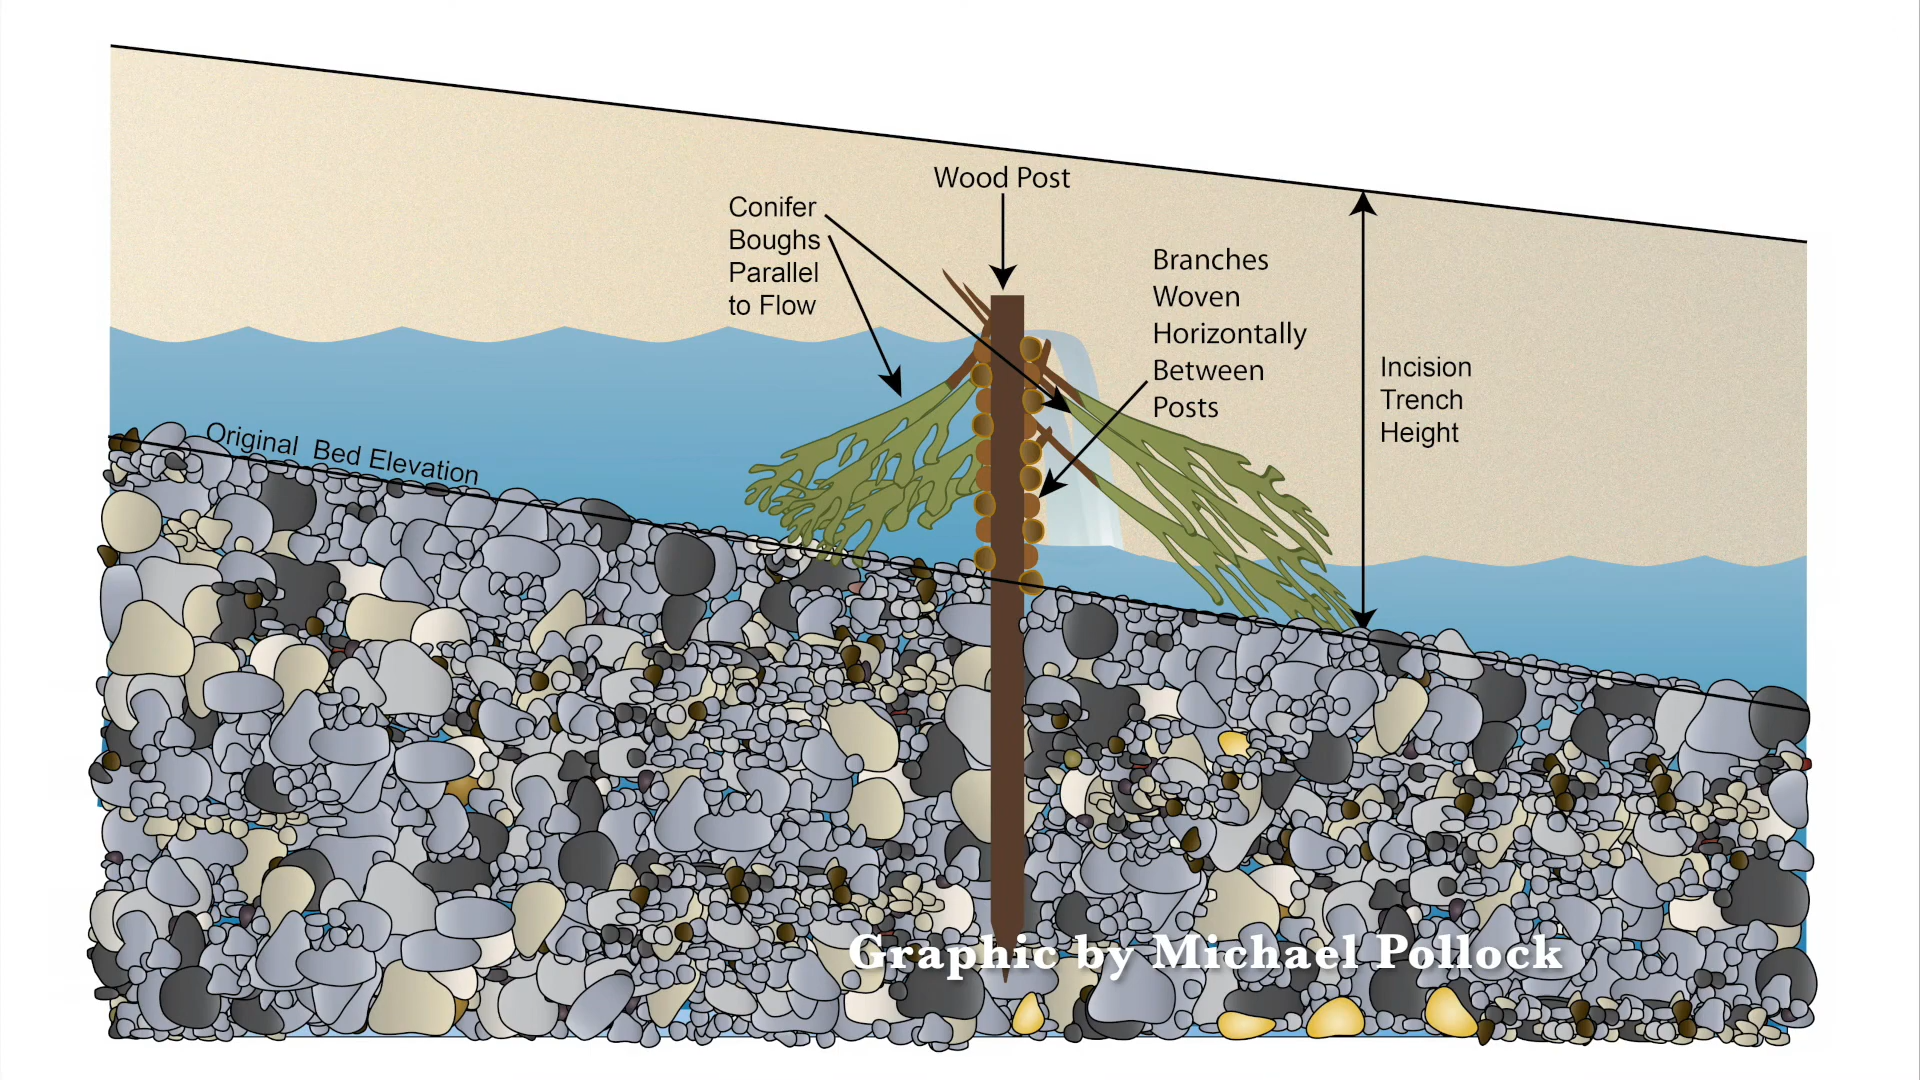 Wood Post
Conifer
Boughs
Parallel
to Flow
Branches
Woven
Horizontally
Between
Posts
Incision
Trench
Height
Original Bed Elevation
Graphic by Michael Pollock